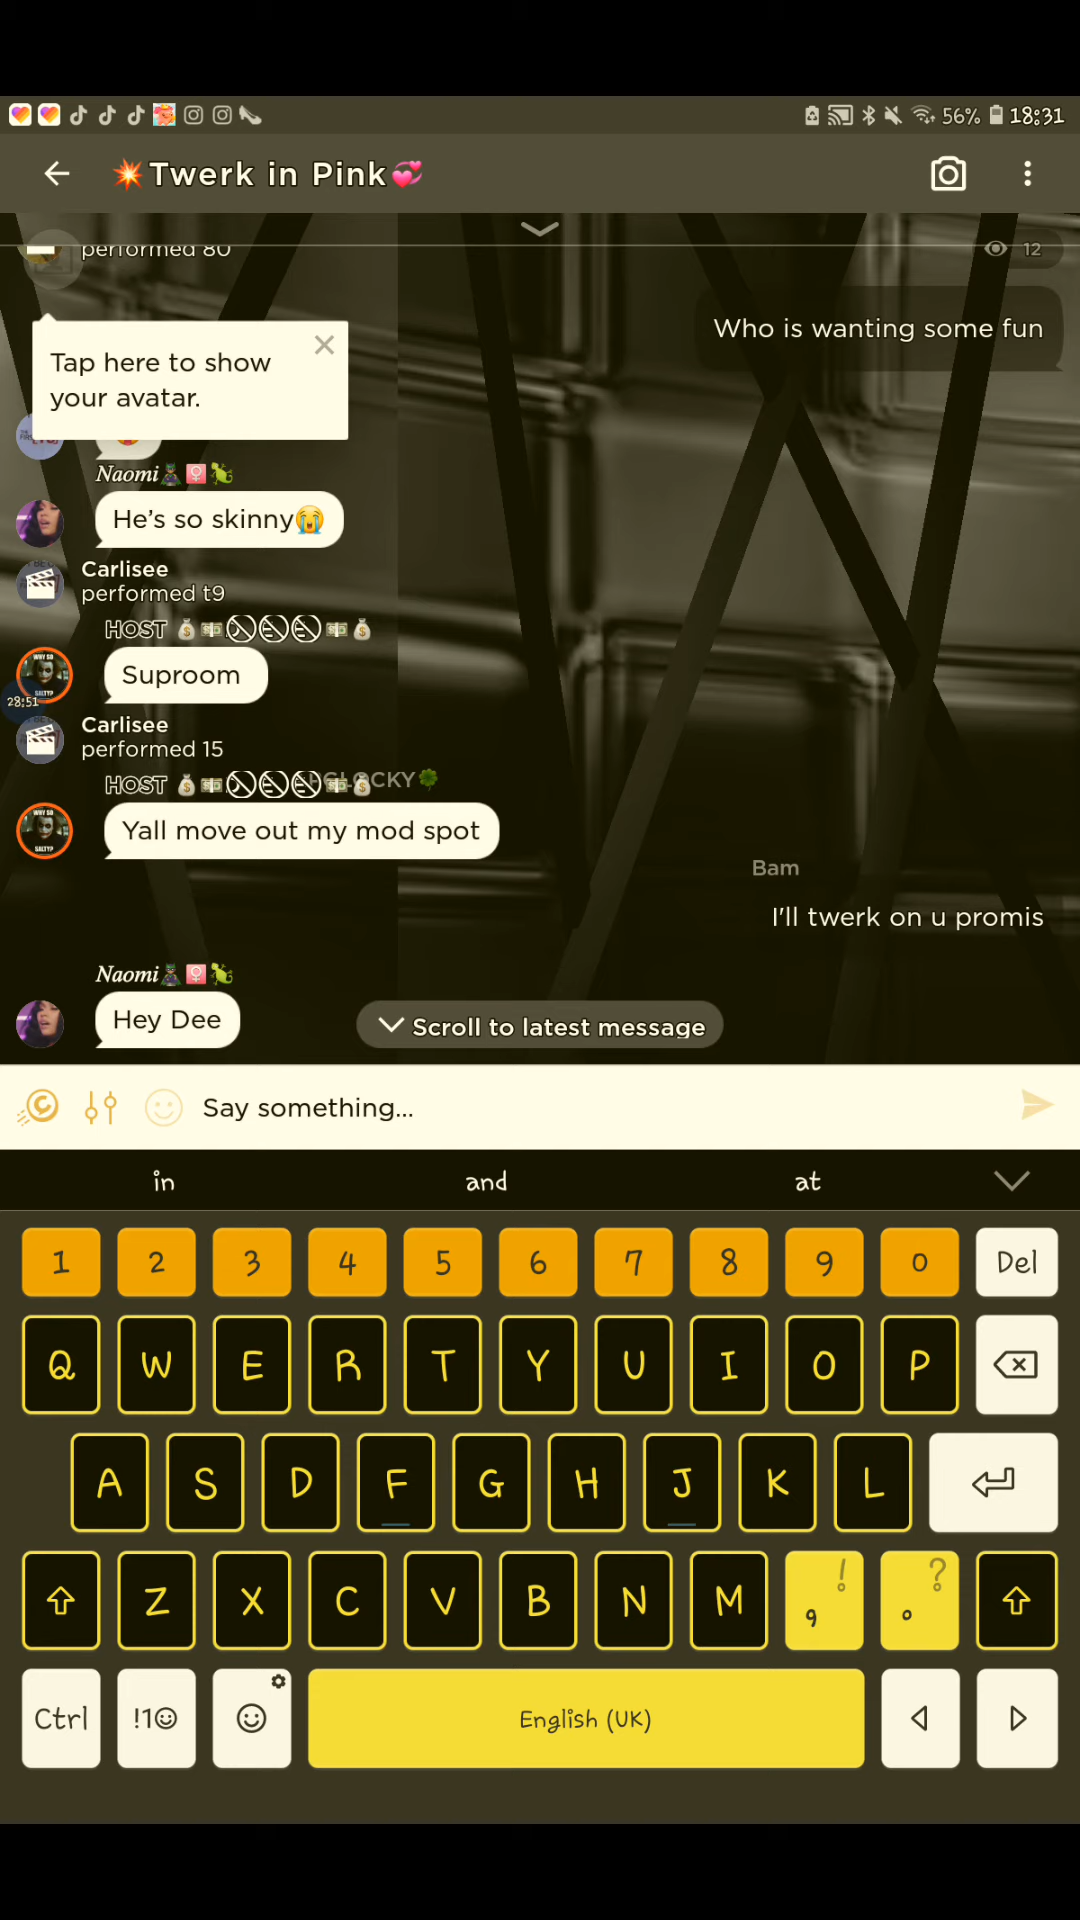 56% 18:31
💥Twerk in Pink💞
performed 80
12
Who is wanting some fun
Tap here to show
your avatar.
Naomi
He's so skinny😭
Carlisee
performed t9
HOST
Suproom
28:51
Carlisee
performed 15
HOST
Yall move out my mod spot
Bam
I'll twerk on u promis
Naomi
Hey Dee
Scroll to latest message
Say something...
in and at
1 2 3 4 5 6 7 8 9 0 Del
Q W E R T Y U I O P
A S D F G H J K L
Z X C V B N M , ! . ?
Ctrl !1☺ English (UK)